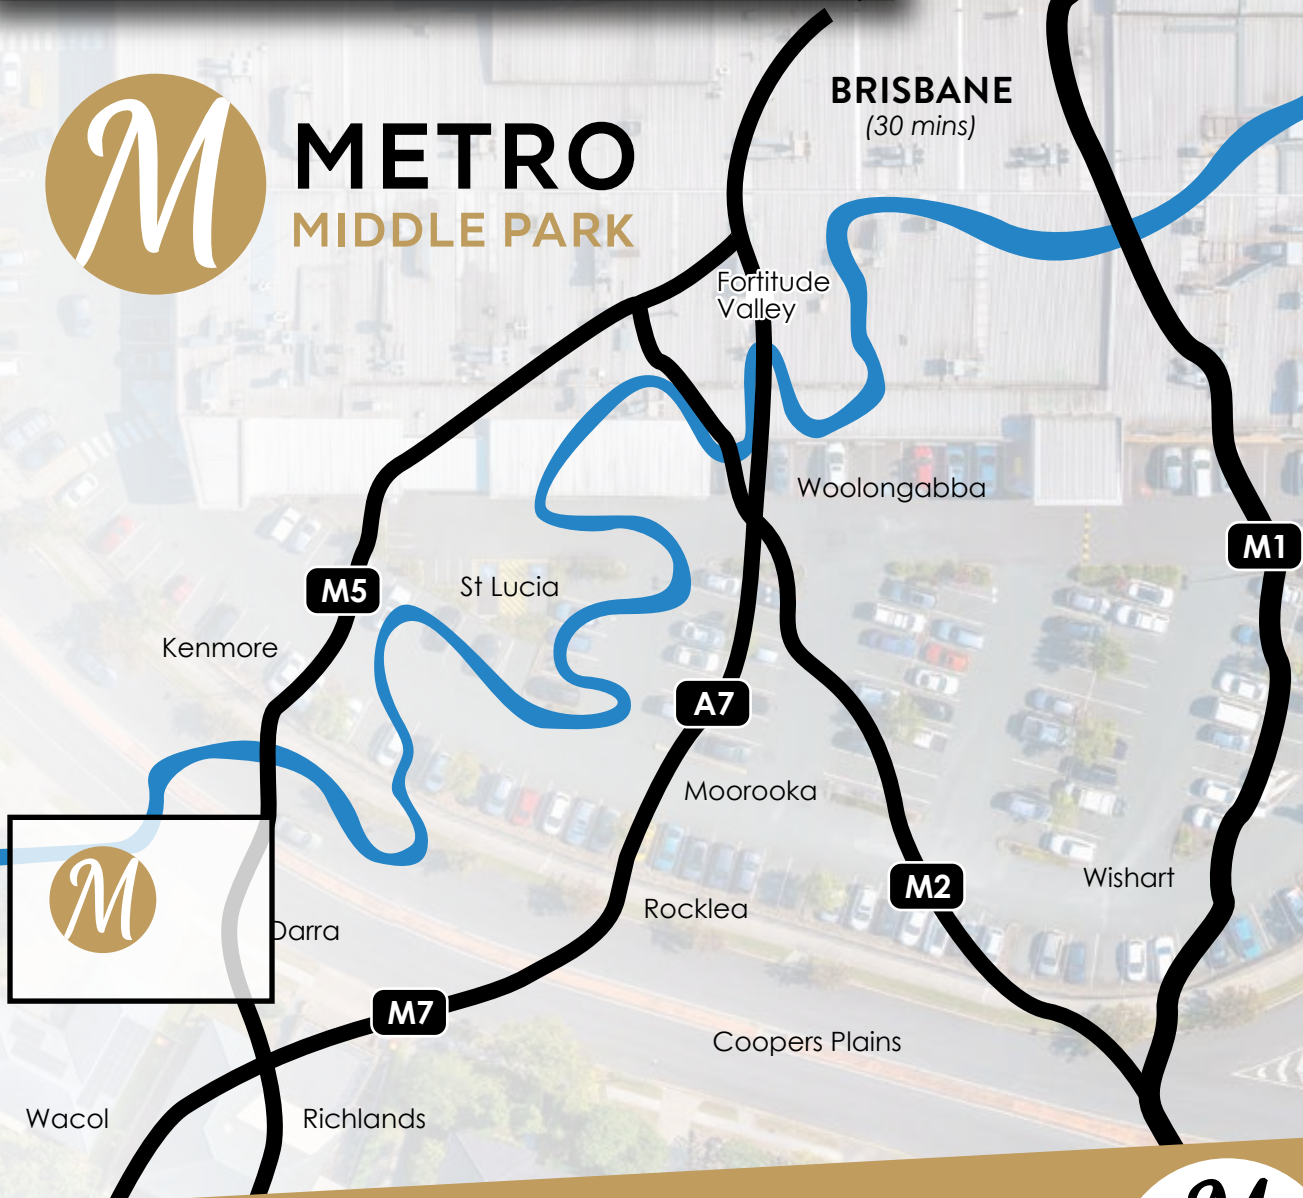 BRISBANE
(30 mins)
M
METRO
MIDDLE PARK
Fortitude
Valley
Woolongabba
M1
St Lucia
M5
Kenmore
A7
Moorooka
Wishart
M2
M
Rocklea
Darra
M7
Coopers Plains
Wacol
Richlands